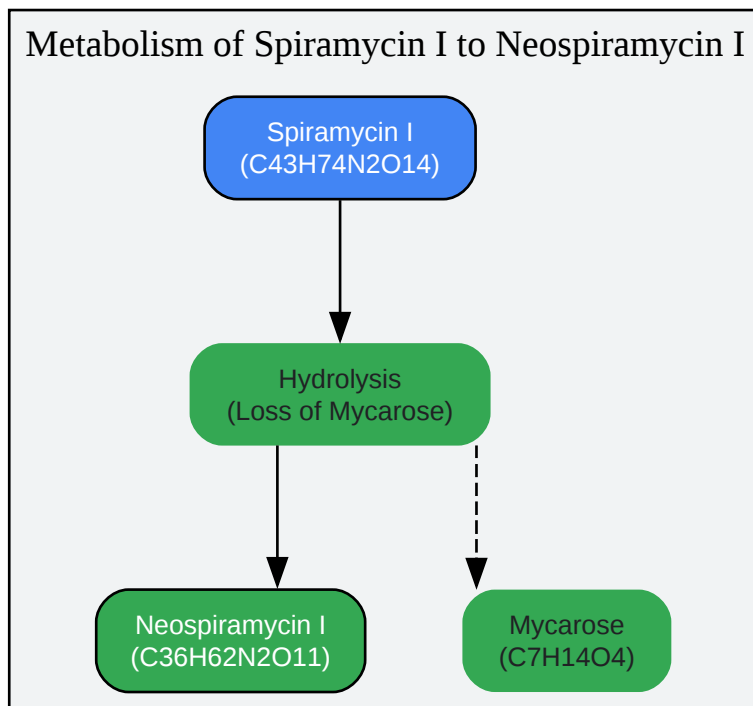 Metabolism of Spiramycin I to Neospiramycin I
Spiramycin I
(C43H74N2O14)
Hydrolysis
(Loss of Mycarose)
Neospiramycin I
(C36H62N2O11)
Mycarose
(C7H14O4)